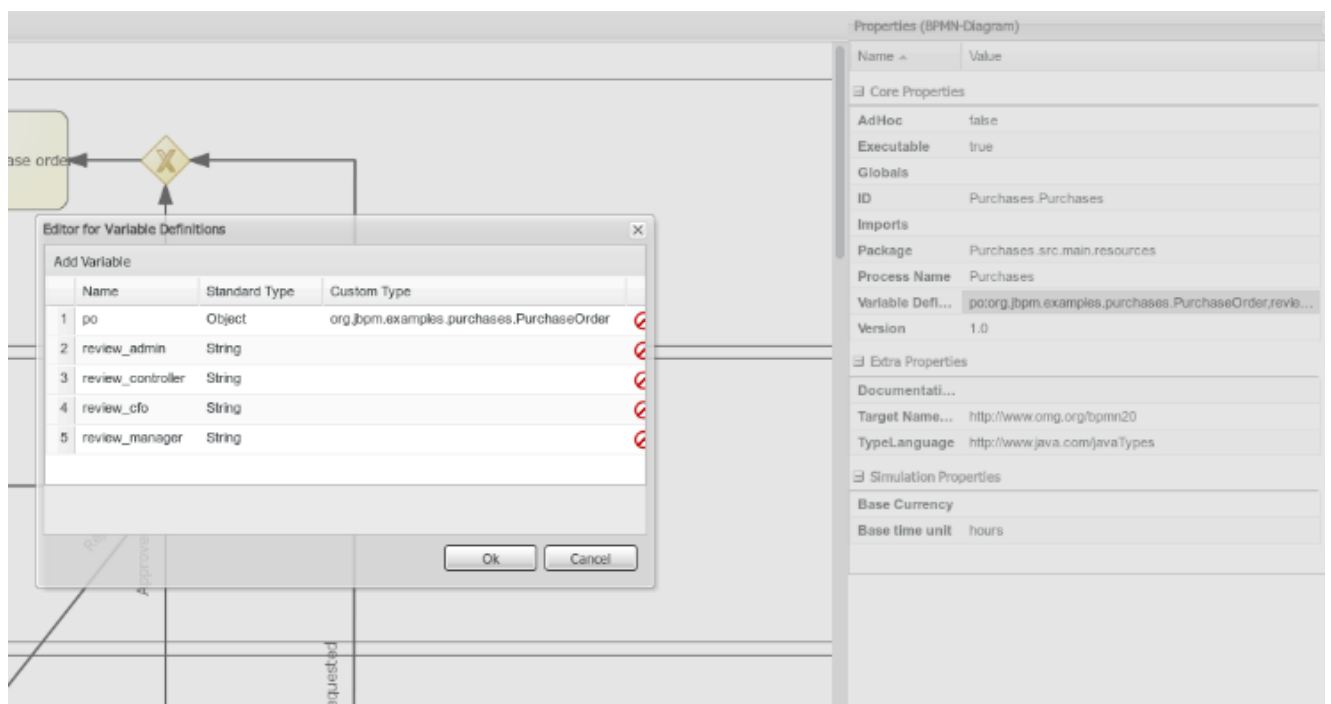 Properties (BPMN-Diagram)
Name Value
Core Properties
AdHoc false
Executable true
Globals
ID Purchases.Purchases
Imports
Package Purchases.src.main.resources
Process Name Purchases
Variable Defi... po:org.jbpm.examples.purchases.PurchaseOrder,revie...
Version 1.0
Extra Properties
Documentati...
Target Name... http://www.omg.org/bpmn20
TypeLanguage http://www.java.com/javaTypes
Simulation Properties
Base Currency
Base time unit hours
ase order
X
Editor for Variable Definitions
Add Variable
Name Standard Type Custom Type
1 po Object org.jbpm.examples.purchases.PurchaseOrder
2 review_admin String
3 review_controller String
4 review_cfo String
5 review_manager String
Ok Cancel
Approve
equested